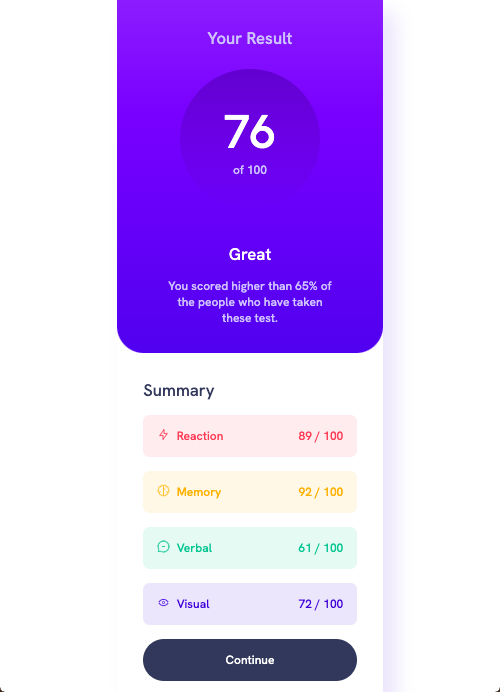 Your Result
76
of 100
Great
You scored higher than 65% of
the people who have taken
these test.
Summary
Reaction 89 / 100
Memory 92 / 100
Verbal 61 / 100
Visual 72 / 100
Continue